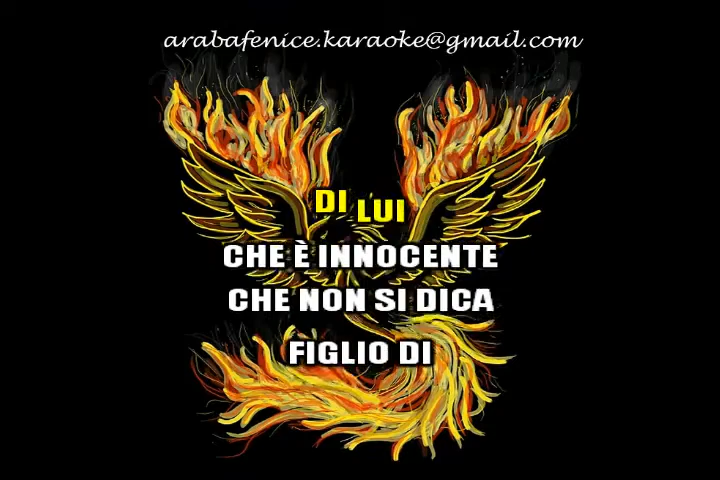 arabafenice.karaoke@gmail.com
DI LUI
CHE È INNOCENTE
CHE NON SI DICA
FIGLIO DI